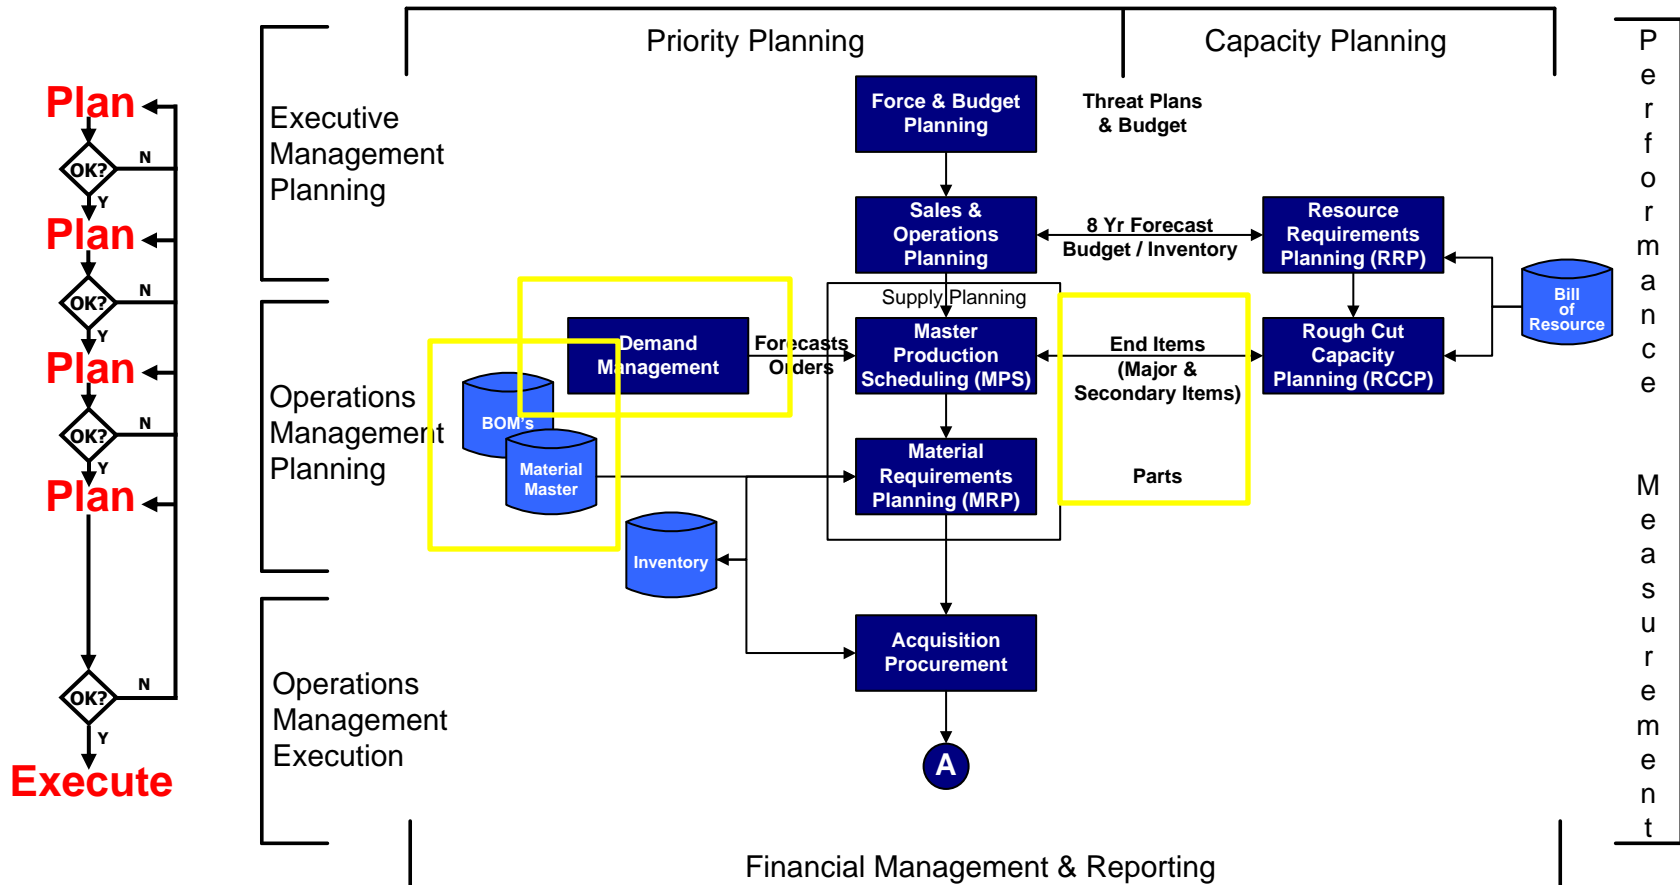 Priority Planning
Capacity Planning
Performance Measurement
Plan
OK?
N
Y
Plan
OK?
N
Y
Plan
OK?
N
Y
Plan
OK?
N
Y
Execute
Executive
Management
Planning
Operations
Management
Planning
Operations
Management
Execution
Force & Budget
Planning
Threat Plans
& Budget
Sales &
Operations
Planning
8 Yr Forecast
Budget / Inventory
Resource
Requirements
Planning (RRP)
Bill
of
Resource
Supply Planning
Demand
Management
Forecasts
Orders
Master
Production
Scheduling (MPS)
End Items
(Major &
Secondary Items)
Rough Cut
Capacity
Planning (RCCP)
BOM's
Material
Master
Material
Requirements
Planning (MRP)
Parts
Inventory
Acquisition
Procurement
A
Financial Management & Reporting